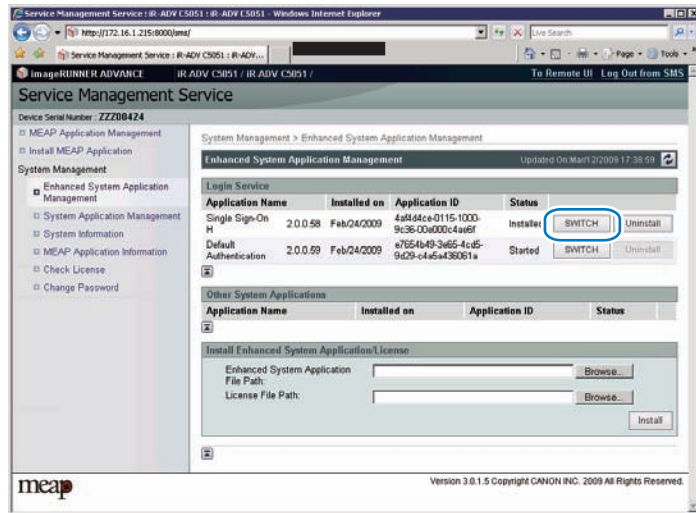 Service Management Service : iR-ADV C5051 : iR-ADV C5051 - Windows Internet Explorer
http://172.16.1.215:8000/sms/
Live Search
Service Management Service : iR-ADV C5051 : iR-ADV...
Page
Tools
imageRUNNER ADVANCE
iR-ADV C5051 / iR-ADV C5051 /
To Remote UI Log Out from SMS
Service Management Service
Device Serial Number : ZZZ00424
MEAP Application Management
Install MEAP Application
System Management
Enhanced System Application Management
System Application Management
System Information
MEAP Application Information
Check License
Change Password
System Management > Enhanced System Application Management
Enhanced System Application Management
Updated On:Mar/12/2009 17:38:59
Login Service
Application Name Installed on Application ID Status
Single Sign-On H 2.0.0.58 Feb/24/2009 4af4d4ce-0115-1000-9c36-00e000c4ae6f Installed SWITCH Uninstall
Default Authentication 2.0.0.59 Feb/24/2009 e7654b49-3e65-4cd5-9d29-c4a5a436061a Started SWITCH Uninstall
Other System Applications
Application Name Installed on Application ID Status
Install Enhanced System Application/License
Enhanced System Application File Path: Browse...
License File Path: Browse...
Install
meap
Version 3.0.1.5 Copyright CANON INC. 2009 All Rights Reserved.